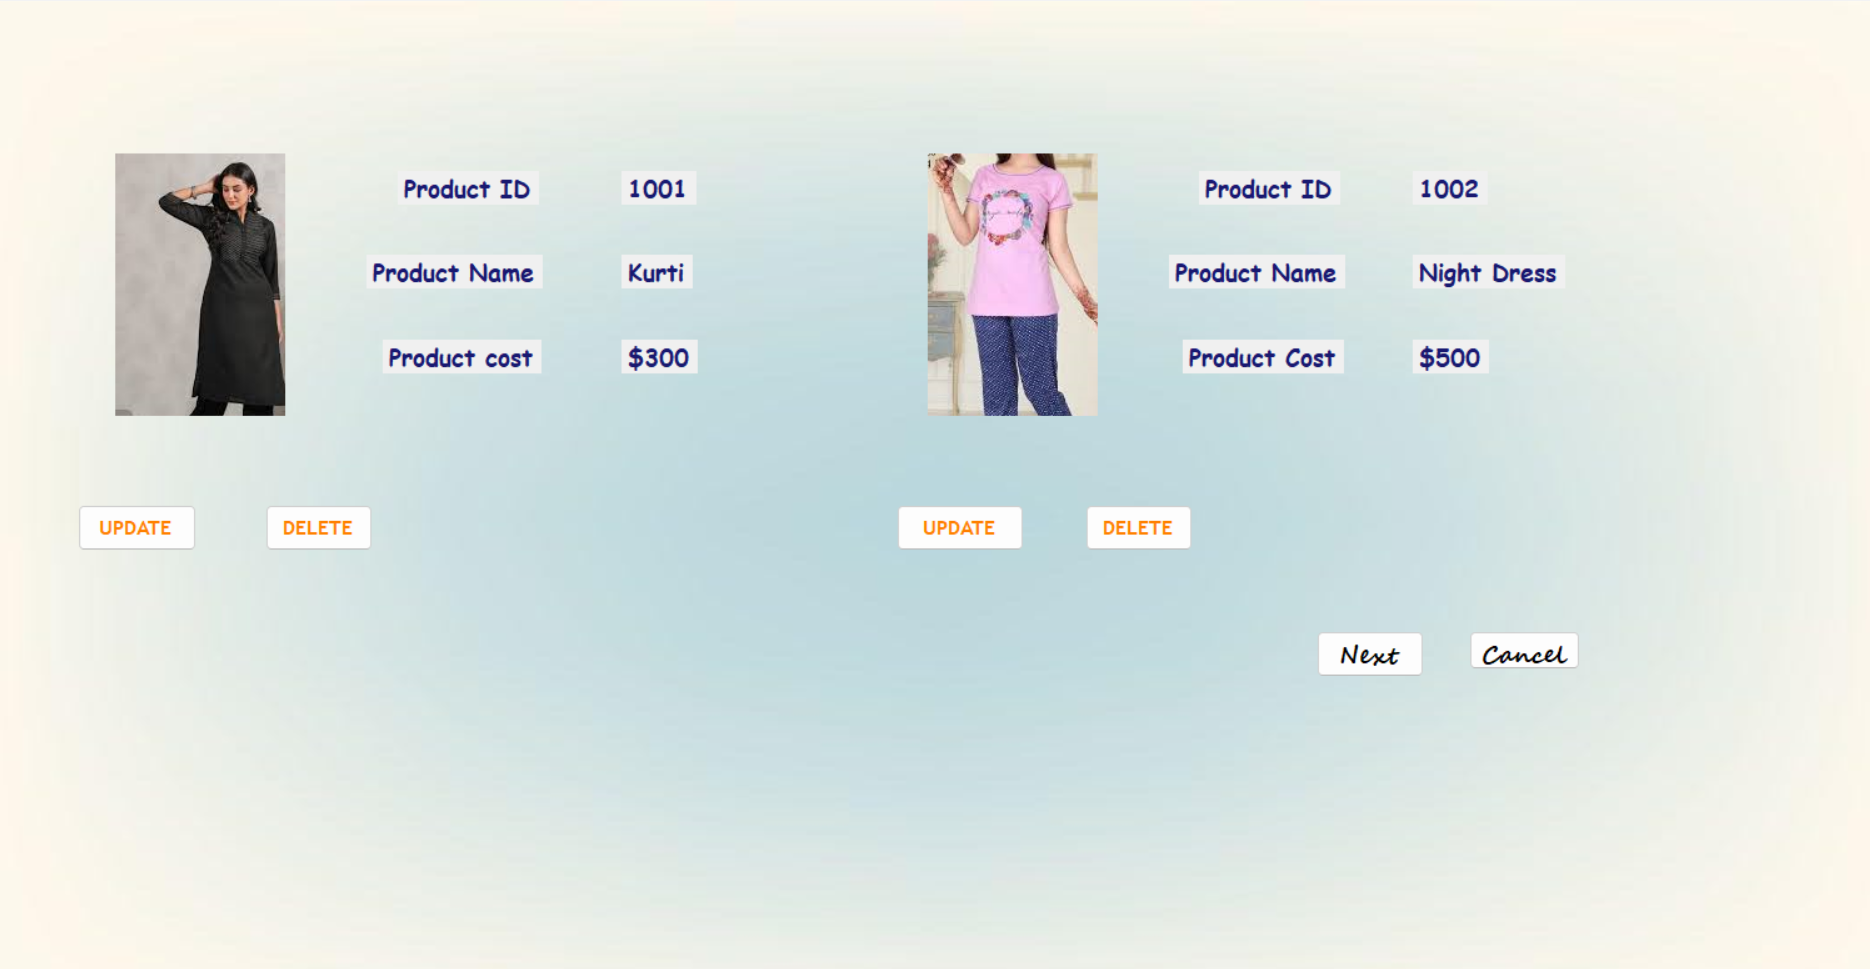 Product ID 1001
Product Name Kurti
Product cost $300
UPDATE DELETE
Product ID 1002
Product Name Night Dress
Product Cost $500
UPDATE DELETE
Next Cancel